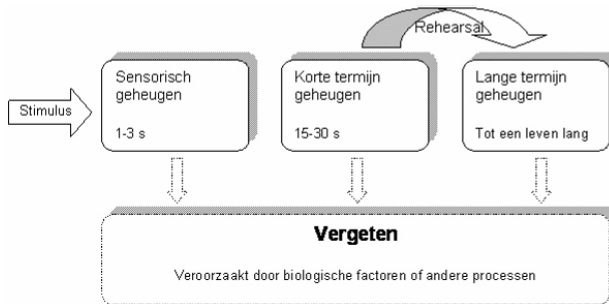 Rehearsal
Stimulus
Sensorisch
geheugen
1-3 s
Korte termijn
geheugen
15-30 s
Lange termijn
geheugen
Tot een leven lang
Vergeten
Veroorzaakt door biologische factoren of andere processen